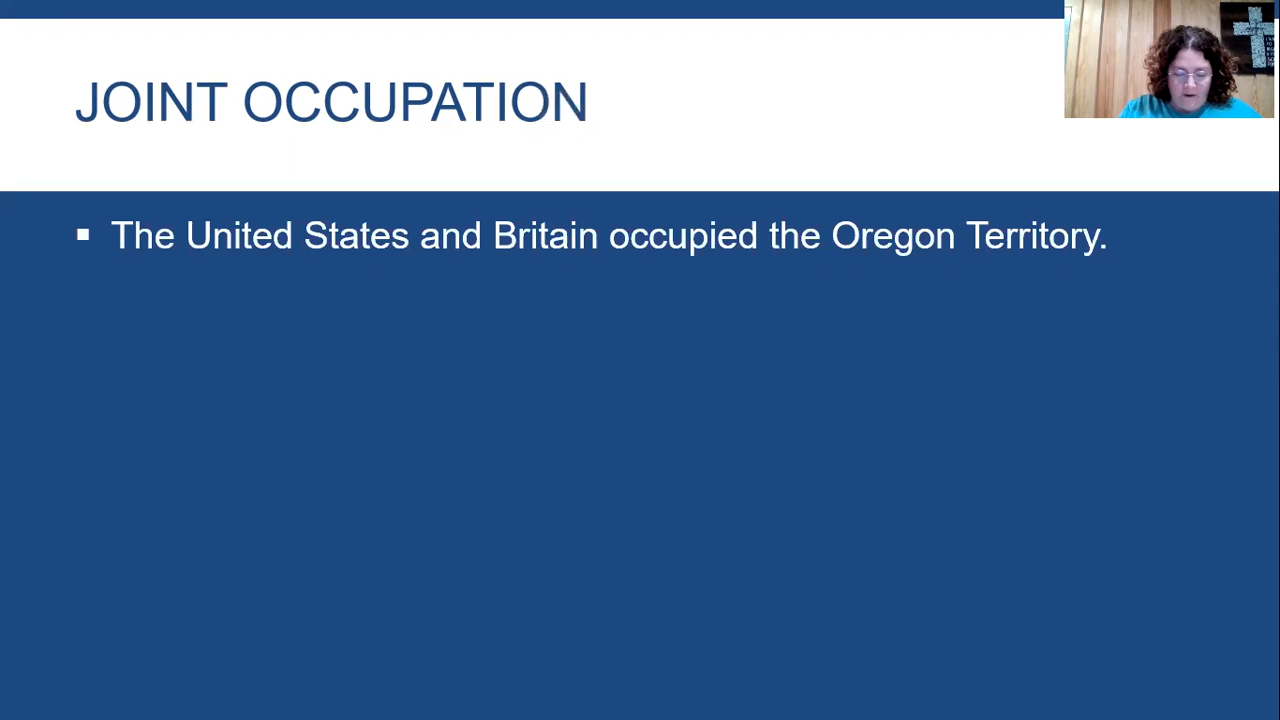 JOINT OCCUPATION
▪ The United States and Britain occupied the Oregon Territory.